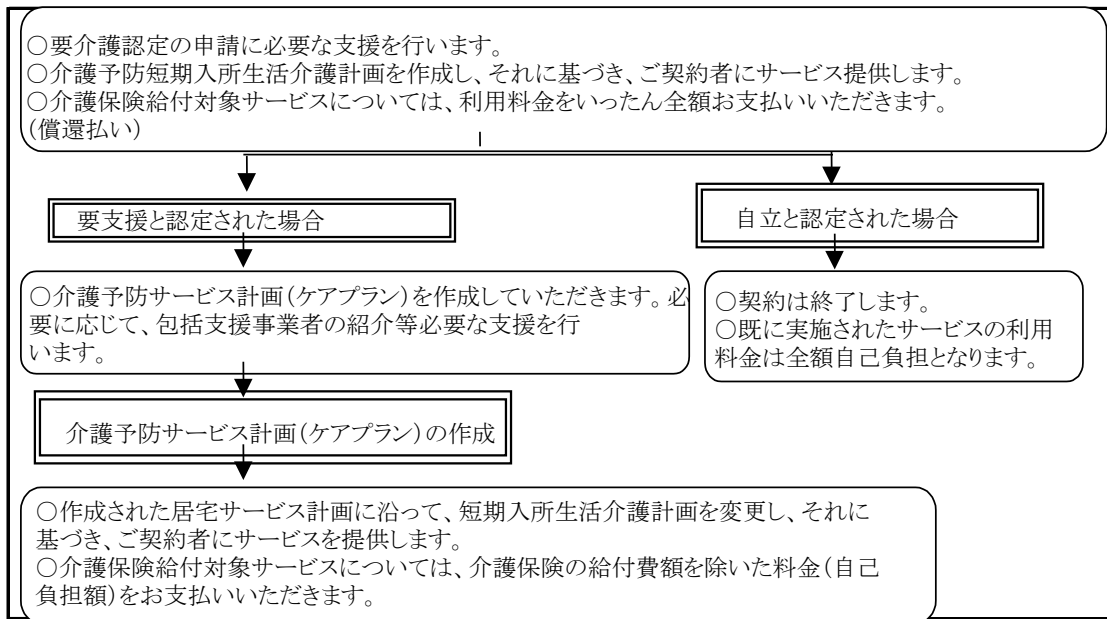 ○要介護認定の申請に必要な支援を行います。
○介護予防短期入所生活介護計画を作成し、それに基づき、ご契約者にサービス提供します。
○介護保険給付対象サービスについては、利用料金をいったん全額お支払いいただきます。
(償還払い)
要支援と認定された場合
自立と認定された場合
○介護予防サービス計画(ケアプラン)を作成していただきます。必
要に応じて、包括支援事業者の紹介等必要な支援を行
います。
○契約は終了します。
○既に実施されたサービスの利用
料金は全額自己負担となります。
介護予防サービス計画(ケアプラン)の作成
○作成された居宅サービス計画に沿って、短期入所生活介護計画を変更し、それに
基づき、ご契約者にサービスを提供します。
○介護保険給付対象サービスについては、介護保険の給付費額を除いた料金(自己
負担額)をお支払いいただきます。